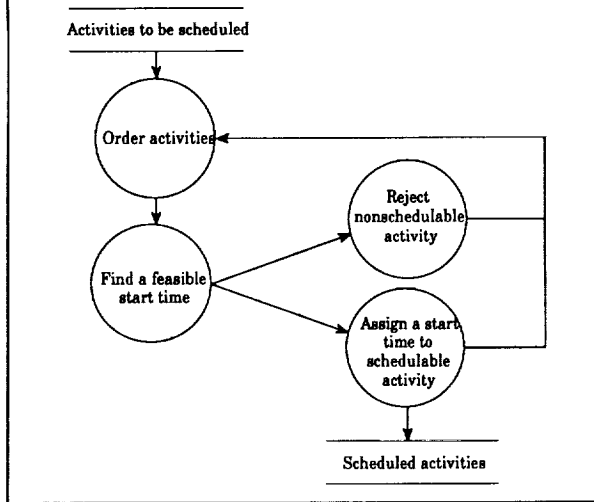 Activities to be scheduled
Order activities
Reject
nonschedulable
activity
Find a feasible
start time
Assign a start
time to
schedulable
activity
Scheduled activities